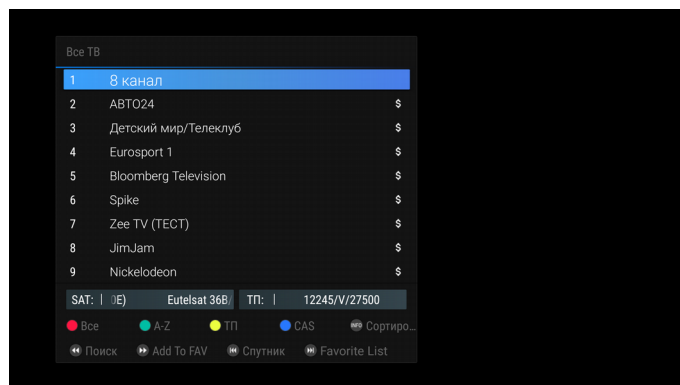 Все ТВ
1 8 канал
2 АВТО24 $
3 Детский мир/Телеклуб $
4 Eurosport 1 $
5 Bloomberg Television $
6 Spike $
7 Zee TV (ТЕСТ) $
8 JimJam $
9 Nickelodeon $
SAT: 0E) Eutelsat 36B/ ТП: 12245/V/27500
Все A-Z ТП CAS INFO Сортиро...
Поиск Add To FAV Спутник Favorite List